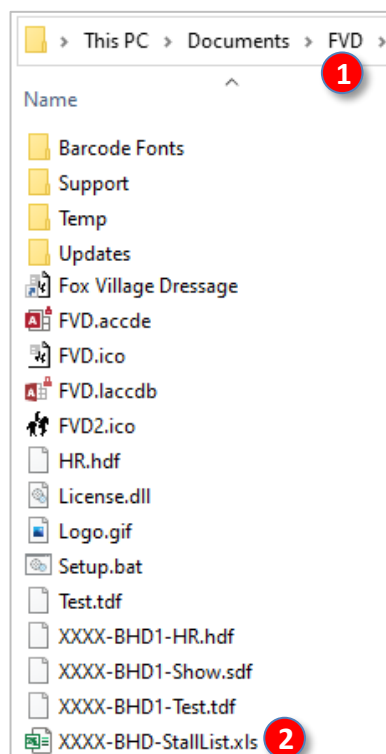 > This PC > Documents > FVD >
1
Name
Barcode Fonts
Support
Temp
Updates
Fox Village Dressage
FVD.accde
FVD.ico
FVD.laccdb
FVD2.ico
HR.hdf
License.dll
Logo.gif
Setup.bat
Test.tdf
XXXX-BHD1-HR.hdf
XXXX-BHD1-Show.sdf
XXXX-BHD1-Test.tdf
XXXX-BHD-StallList.xls 2